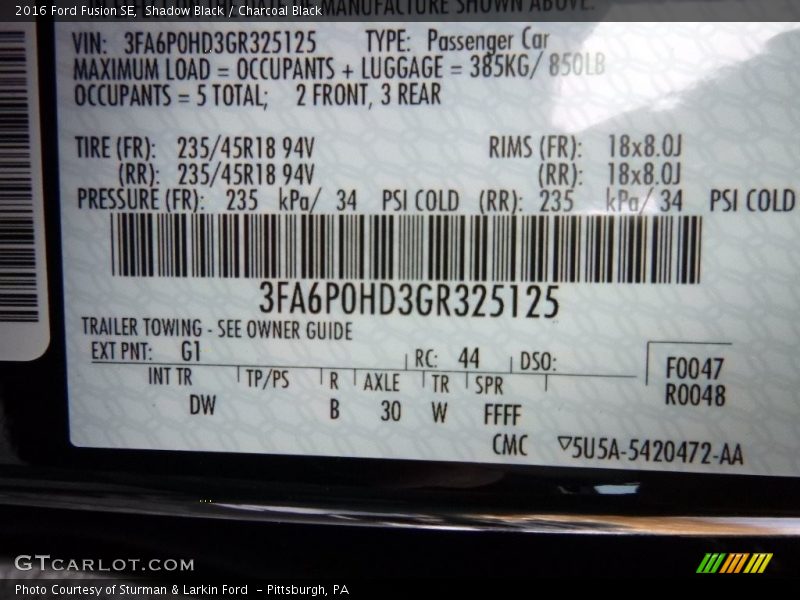 2016 Ford Fusion SE, Shadow Black / Charcoal Black
MANUFACTURE SHOWN ABOVE.
VIN: 3FA6P0HD3GR325125 TYPE: Passenger Car
MAXIMUM LOAD = OCCUPANTS + LUGGAGE = 385KG/ 850LB
OCCUPANTS = 5 TOTAL; 2 FRONT, 3 REAR
TIRE (FR): 235/45R18 94V RIMS (FR): 18x8.0J
(RR): 235/45R18 94V (RR): 18x8.0J
PRESSURE (FR): 235 kPa/ 34 PSI COLD (RR): 235 kPa/ 34 PSI COLD
3FA6P0HD3GR325125
TRAILER TOWING - SEE OWNER GUIDE
EXT PNT: G1 RC: 44 DSO: F0047
INT TR TP/PS R AXLE TR SPR R0048
DW B 30 W FFFF
CMC ▽5U5A-5420472-AA
GTCARLOT.COM
Photo Courtesy of Sturman & Larkin Ford - Pittsburgh, PA